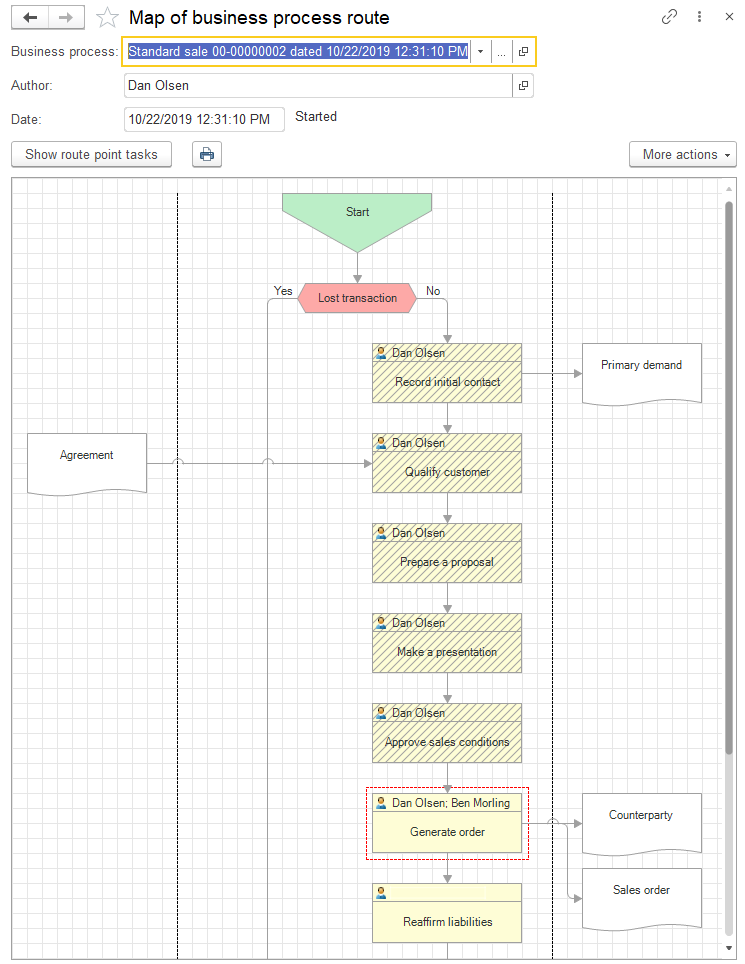 Map of business process route
Business process: Standard sale 00-00000002 dated 10/22/2019 12:31:10 PM ...
Author: Dan Olsen
Date: 10/22/2019 12:31:10 PM Started
Show route point tasks
More actions
Start
Yes
Lost transaction
No
Dan Olsen
Record initial contact
Primary demand
Agreement
Dan Olsen
Qualify customer
Dan Olsen
Prepare a proposal
Dan Olsen
Make a presentation
Dan Olsen
Approve sales conditions
Dan Olsen; Ben Morling
Generate order
Counterparty
Sales order
Reaffirm liabilities